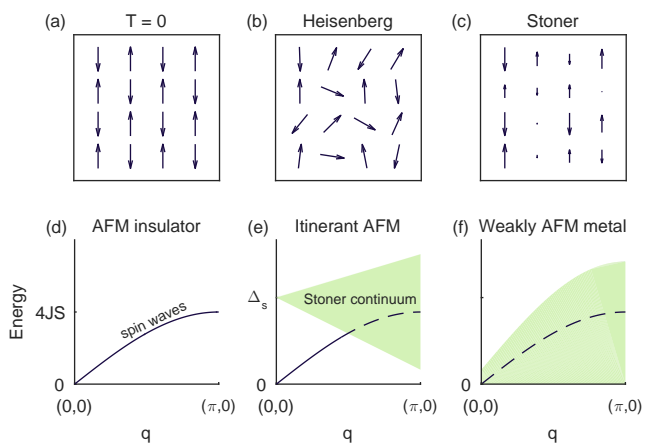 (a) T = 0
(b) Heisenberg
(c) Stoner
(d) AFM insulator
(e) Itinerant AFM
(f) Weakly AFM metal
Energy
4JS
0
spin waves
(0,0)
(π,0)
q
Δs
Stoner continuum
0
(0,0)
(π,0)
q
0
(0,0)
(π,0)
q